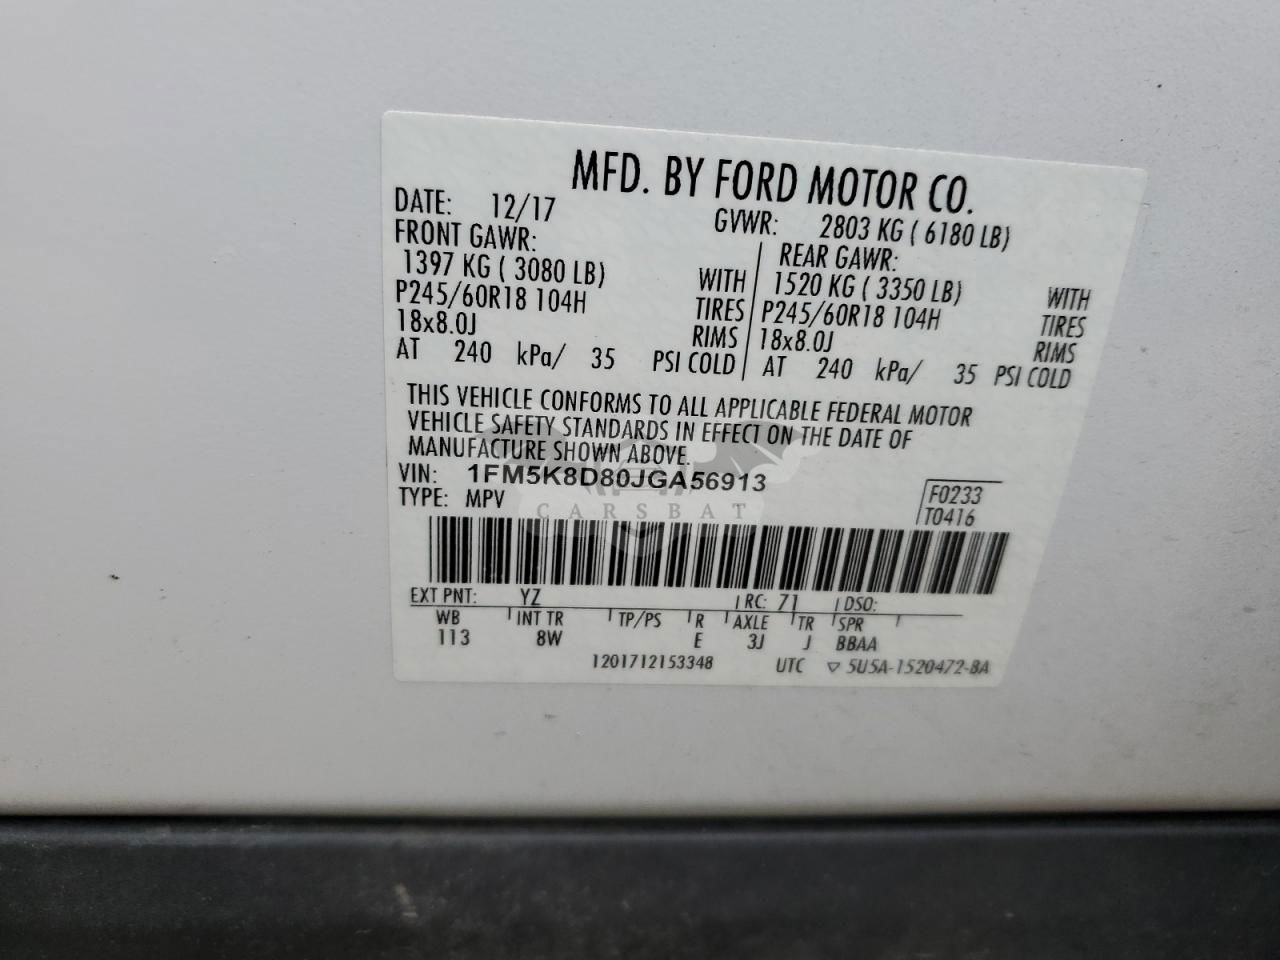 MFD. BY FORD MOTOR CO.
DATE: 12/17 GVWR: 2803 KG ( 6180 LB)
FRONT GAWR: REAR GAWR:
1397 KG ( 3080 LB) WITH 1520 KG ( 3350 LB) WITH
P245/60R18 104H TIRES P245/60R18 104H TIRES
18x8.0J RIMS 18x8.0J RIMS
AT 240 kPa/ 35 PSI COLD AT 240 kPa/ 35 PSI COLD
THIS VEHICLE CONFORMS TO ALL APPLICABLE FEDERAL MOTOR
VEHICLE SAFETY STANDARDS IN EFFECT ON THE DATE OF
MANUFACTURE SHOWN ABOVE.
VIN: 1FM5K8D80JGA56913
TYPE: MPV F0233
T0416
CARSBAT
EXT PNT: YZ RC: 71 DSO:
WB INT TR TP/PS R AXLE TR SPR
113 8W E 3J J BBAA
1201712153348 UTC ▽ 5U5A-1520472-BA